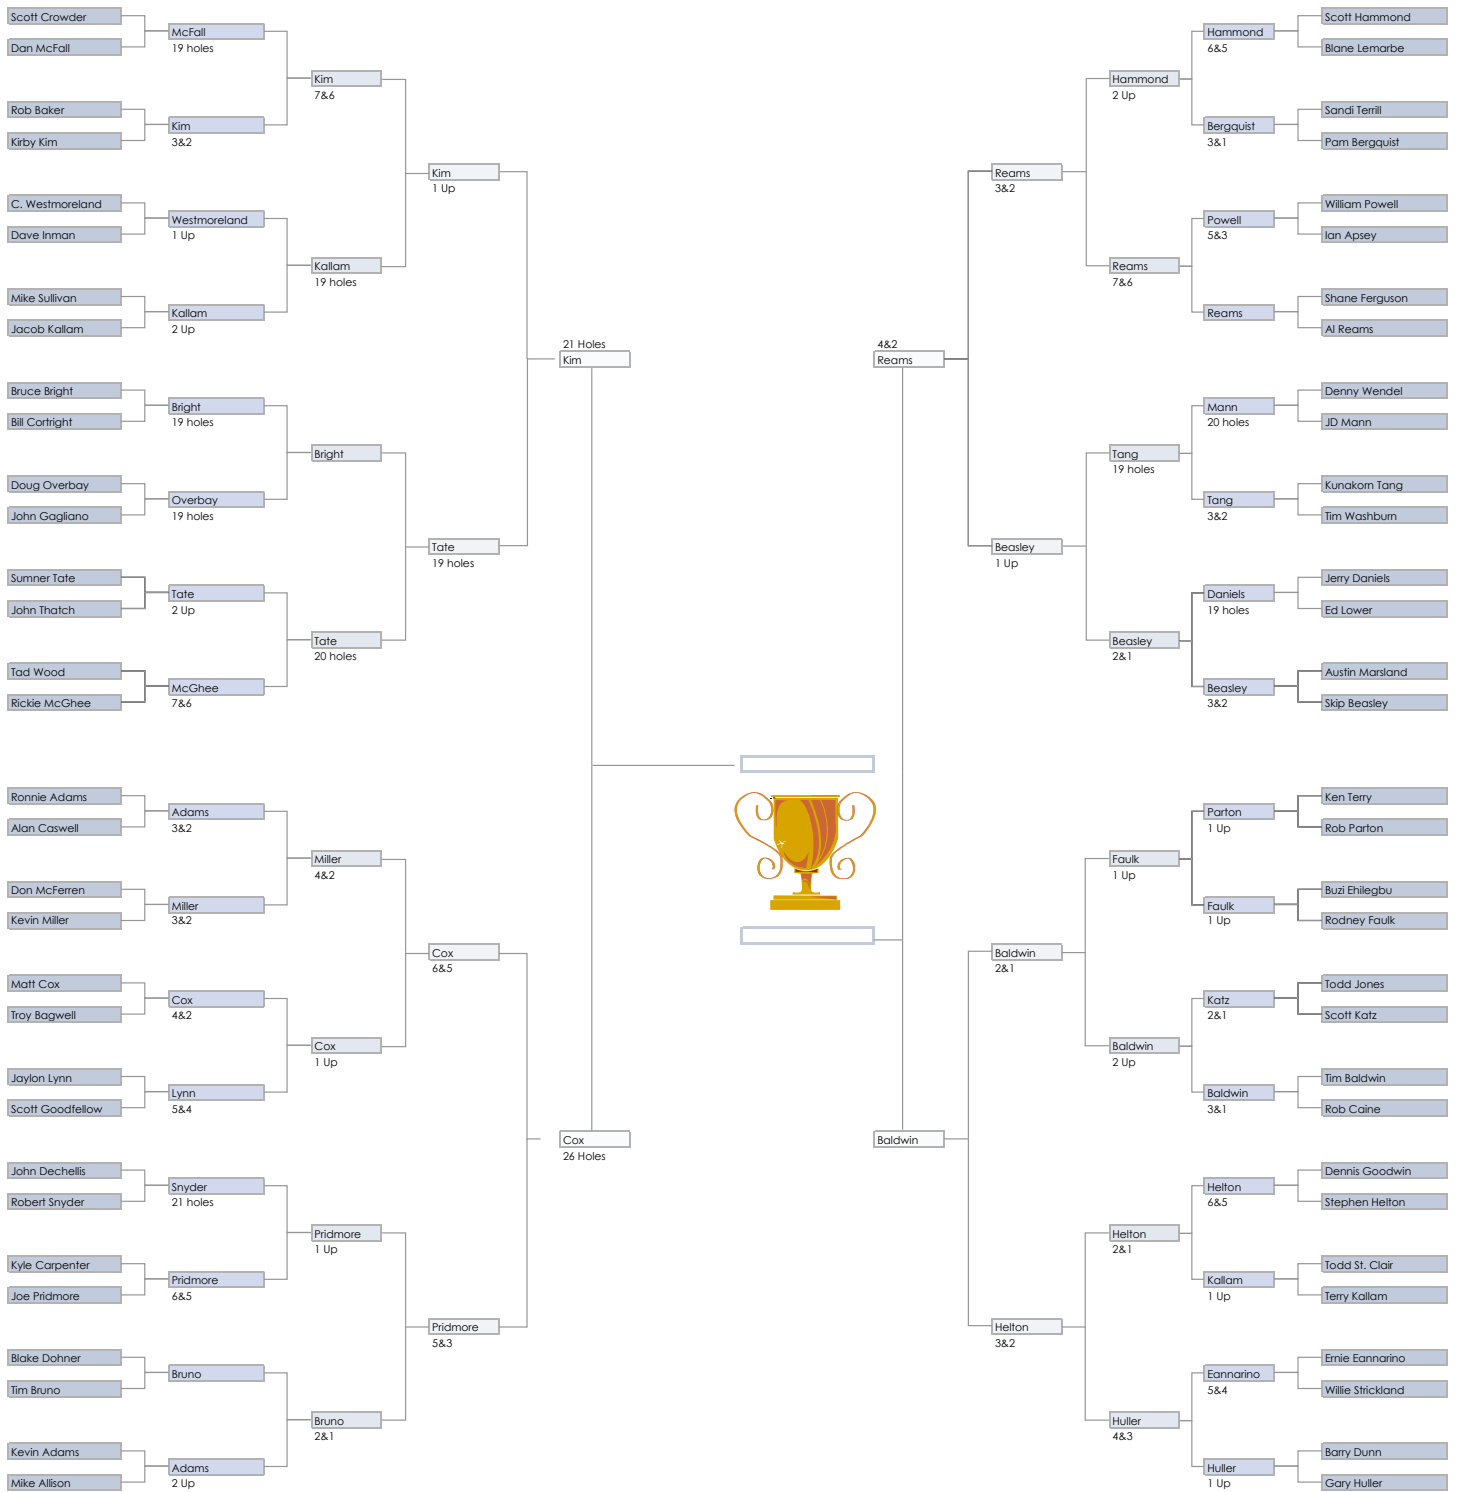 Scott Crowder
Dan McFall
Rob Baker
Kirby Kim
C. Westmoreland
Dave Inman
Mike Sullivan
Jacob Kallam
Bruce Bright
Bill Cortright
Doug Overbay
John Gagliano
Sumner Tate
John Thatch
Tad Wood
Rickie McGhee
Ronnie Adams
Alan Caswell
Don McFerren
Kevin Miller
Matt Cox
Troy Bagwell
Jaylon Lynn
Scott Goodfellow
John Dechellis
Robert Snyder
Kyle Carpenter
Joe Pridmore
Blake Dohner
Tim Bruno
Kevin Adams
Mike Allison
McFall
19 holes
Kim
3&2
Westmoreland
1 Up
Kallam
2 Up
Bright
19 holes
Overbay
19 holes
Tate
2 Up
McGhee
7&6
Adams
3&2
Miller
3&2
Cox
4&2
Lynn
5&4
Snyder
21 holes
Pridmore
6&5
Bruno
Adams
2 Up
Kim
7&6
Kallam
19 holes
Bright
Tate
20 holes
Miller
4&2
Cox
1 Up
Pridmore
1 Up
Bruno
2&1
Kim
1 Up
Tate
19 holes
Cox
6&5
Pridmore
5&3
21 Holes
Kim
Cox
26 Holes
4&2
Reams
Baldwin
Reams
3&2
Beasley
1 Up
Baldwin
2&1
Helton
3&2
Hammond
2 Up
Reams
7&6
Tang
19 holes
Beasley
2&1
Faulk
1 Up
Baldwin
2 Up
Helton
2&1
Huller
4&3
Hammond
6&5
Bergquist
3&1
Powell
5&3
Reams
Mann
20 holes
Tang
3&2
Daniels
19 holes
Beasley
3&2
Parton
1 Up
Faulk
1 Up
Katz
2&1
Baldwin
3&1
Helton
6&5
Kallam
1 Up
Eannarino
5&4
Huller
1 Up
Scott Hammond
Blane Lemarbe
Sandi Terrill
Pam Bergquist
William Powell
Ian Apsey
Shane Ferguson
Al Reams
Denny Wendel
JD Mann
Kunakorn Tang
Tim Washburn
Jerry Daniels
Ed Lower
Austin Marsland
Skip Beasley
Ken Terry
Rob Parton
Buzi Ehilegbu
Rodney Faulk
Todd Jones
Scott Katz
Tim Baldwin
Rob Caine
Dennis Goodwin
Stephen Helton
Todd St. Clair
Terry Kallam
Ernie Eannarino
Willie Strickland
Barry Dunn
Gary Huller